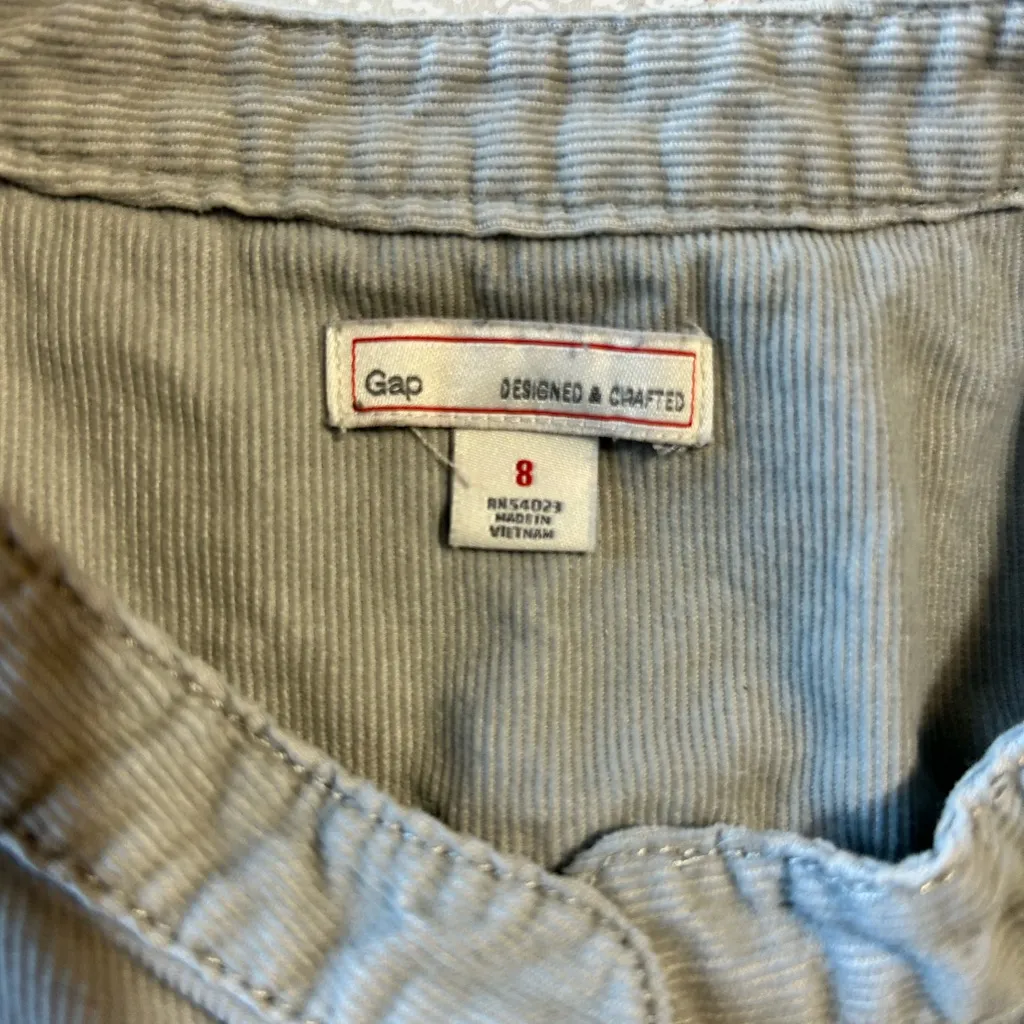 Gap DESIGNED & CRAFTED
8
RN54023
MADE IN
VIETNAM